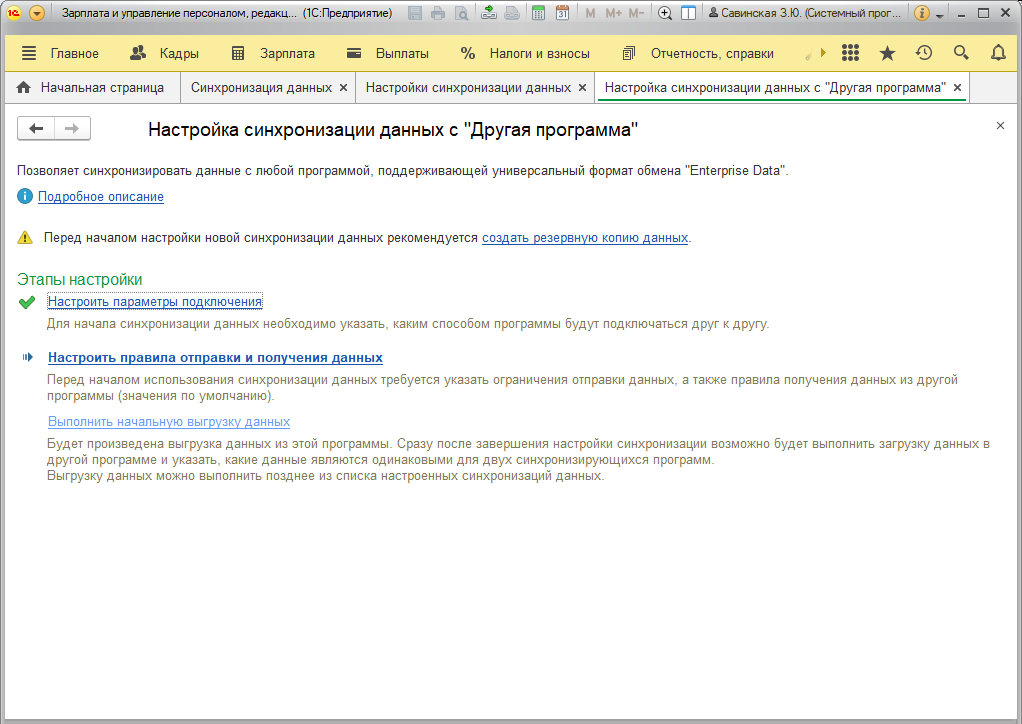 Зарплата и управление персоналом, редакц... (1С:Предприятие)
31
M M+ M-
Савинская З.Ю. (Системный прог...
Главное Кадры Зарплата Выплаты % Налоги и взносы Отчетность, справки
Начальная страница Синхронизация данных × Настройки синхронизации данных × Настройка синхронизации данных с "Другая программа" ×
Настройка синхронизации данных с "Другая программа"
Позволяет синхронизировать данные с любой программой, поддерживающей универсальный формат обмена "Enterprise Data".
Подробное описание
Перед началом настройки новой синхронизации данных рекомендуется создать резервную копию данных.
Этапы настройки
Настроить параметры подключения
Для начала синхронизации данных необходимо указать, каким способом программы будут подключаться друг к другу.
Настроить правила отправки и получения данных
Перед началом использования синхронизации данных требуется указать ограничения отправки данных, а также правила получения данных из другой
программы (значения по умолчанию).
Выполнить начальную выгрузку данных
Будет произведена выгрузка данных из этой программы. Сразу после завершения настройки синхронизации возможно будет выполнить загрузку данных в
другой программе и указать, какие данные являются одинаковыми для двух синхронизирующихся программ.
Выгрузку данных можно выполнить позднее из списка настроенных синхронизаций данных.